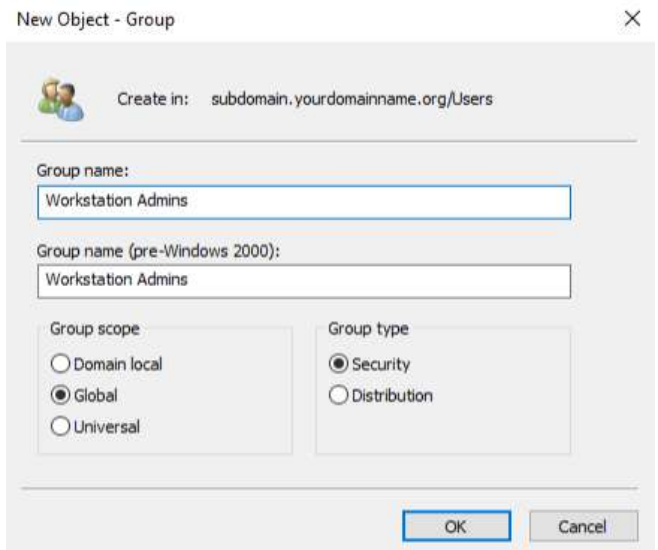 New Object - Group
Create in: subdomain.yourdomainname.org/Users
Group name:
Workstation Admins
Group name (pre-Windows 2000):
Workstation Admins
Group scope
Domain local
Global
Universal
Group type
Security
Distribution
OK
Cancel